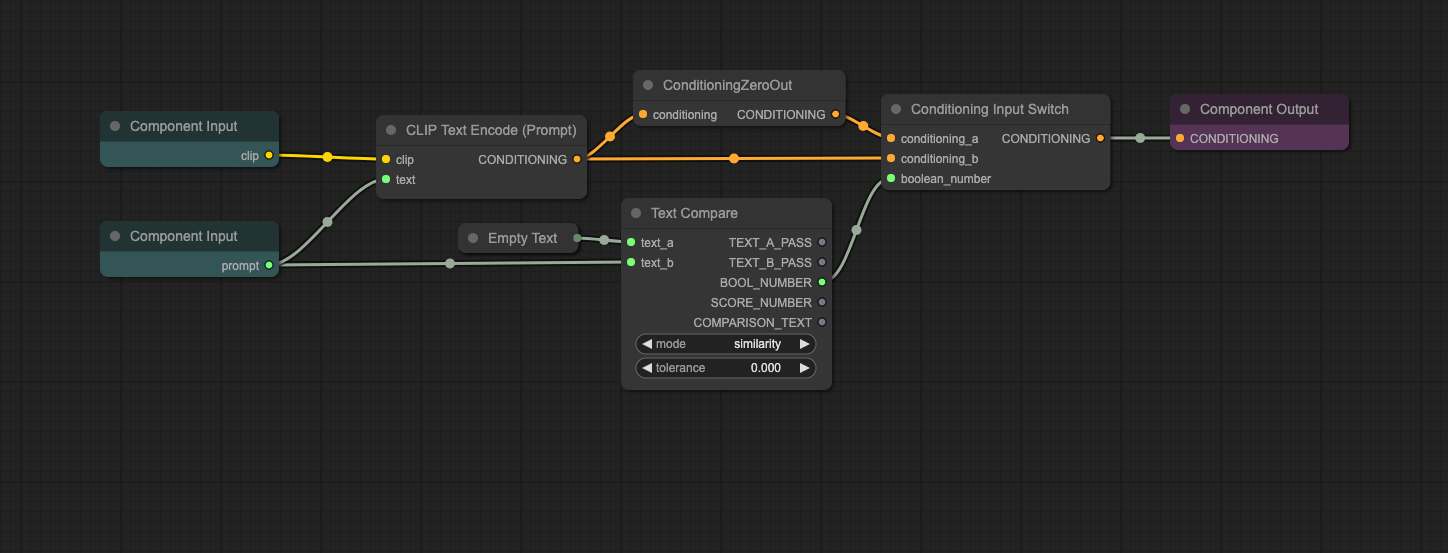 Component Input
clip
Component Input
prompt
CLIP Text Encode (Prompt)
clip CONDITIONING
text
Empty Text
ConditioningZeroOut
conditioning CONDITIONING
Text Compare
text_a TEXT_A_PASS
text_b TEXT_B_PASS
BOOL_NUMBER
SCORE_NUMBER
COMPARISON_TEXT
mode similarity
tolerance 0.000
Conditioning Input Switch
conditioning_a CONDITIONING
conditioning_b
boolean_number
Component Output
CONDITIONING